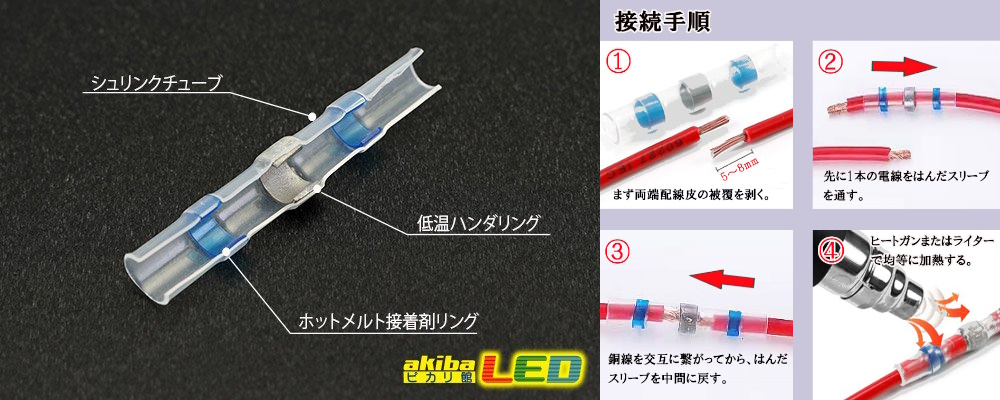 シュリンクチューブ
低温ハンダリング
ホットメルト接着剤リング
akiba
ピカリ館
LED
接続手順
①
5～8mm
まず両端配線皮の被覆を剥く。
②
先に1本の電線をはんだスリーブ
を通す。
③
銅線を交互に繋がってから、はんだ
スリーブを中間に戻す。
④
ヒートガンまたはライター
で均等に加熱する。